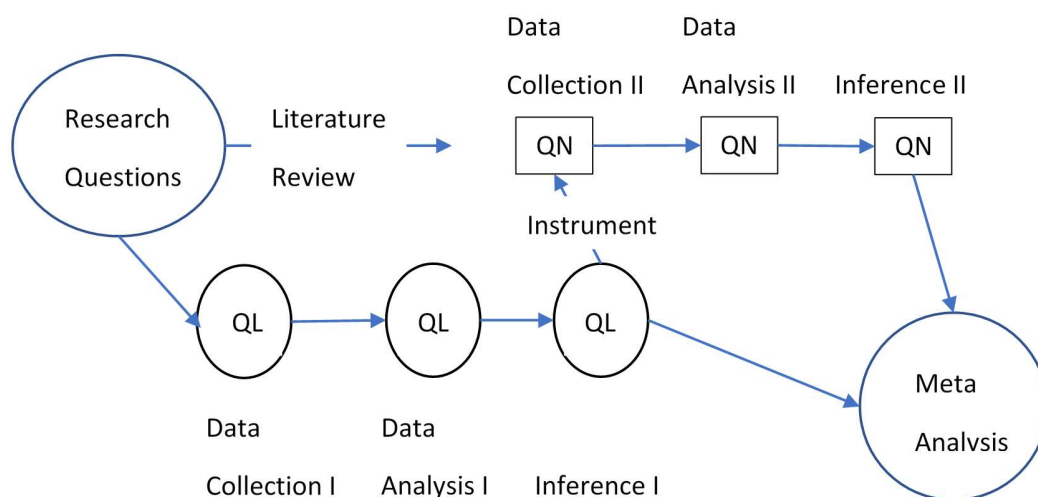 Data
Collection II
Data
Analysis II
Inference II
Research
Questions
Literature
Review
QN
QN
QN
Instrument
QL
QL
QL
Meta
Analysis
Data
Collection I
Data
Analysis I
Inference I